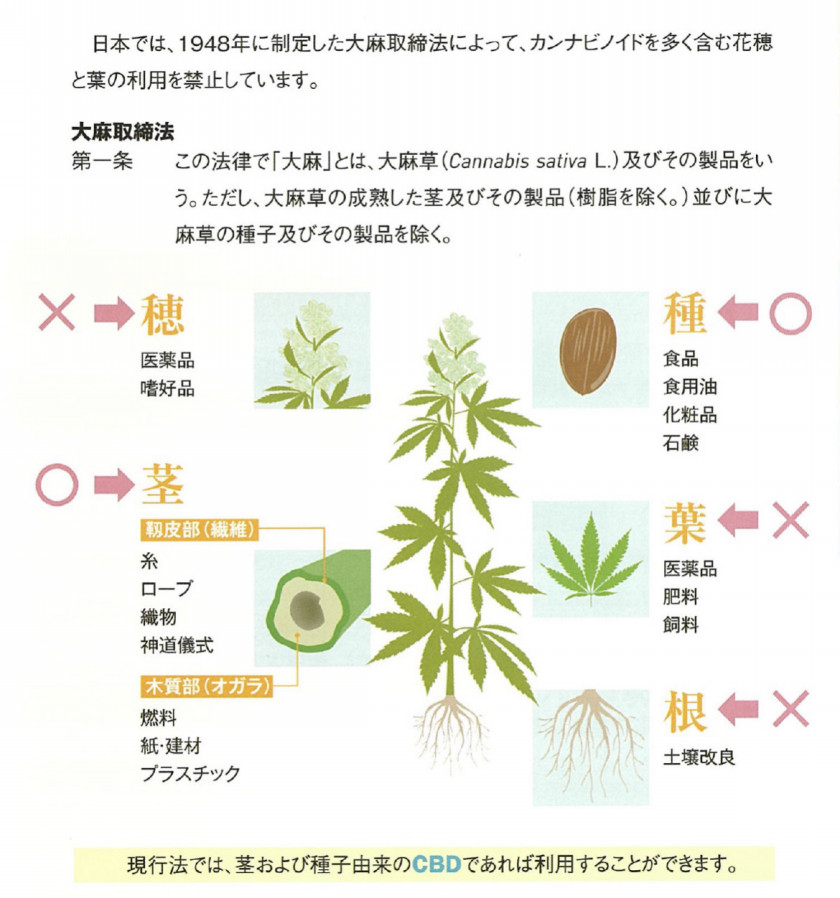 日本では、1948年に制定した大麻取締法によって、カンナビノイドを多く含む花穂
と葉の利用を禁止しています。
大麻取締法
第一条 この法律で「大麻」とは、大麻草(Cannabis sativa L.)及びその製品をい
う。ただし、大麻草の成熟した茎及びその製品(樹脂を除く。)並びに大
麻草の種子及びその製品を除く。
穂
医薬品
嗜好品
茎
靱皮部(繊維)
糸
ロープ
織物
神道儀式
木質部(オガラ)
燃料
紙・建材
プラスチック
種
食品
食用油
化粧品
石鹸
葉
医薬品
肥料
飼料
根
土壌改良
現行法では、茎および種子由来のCBDであれば利用することができます。